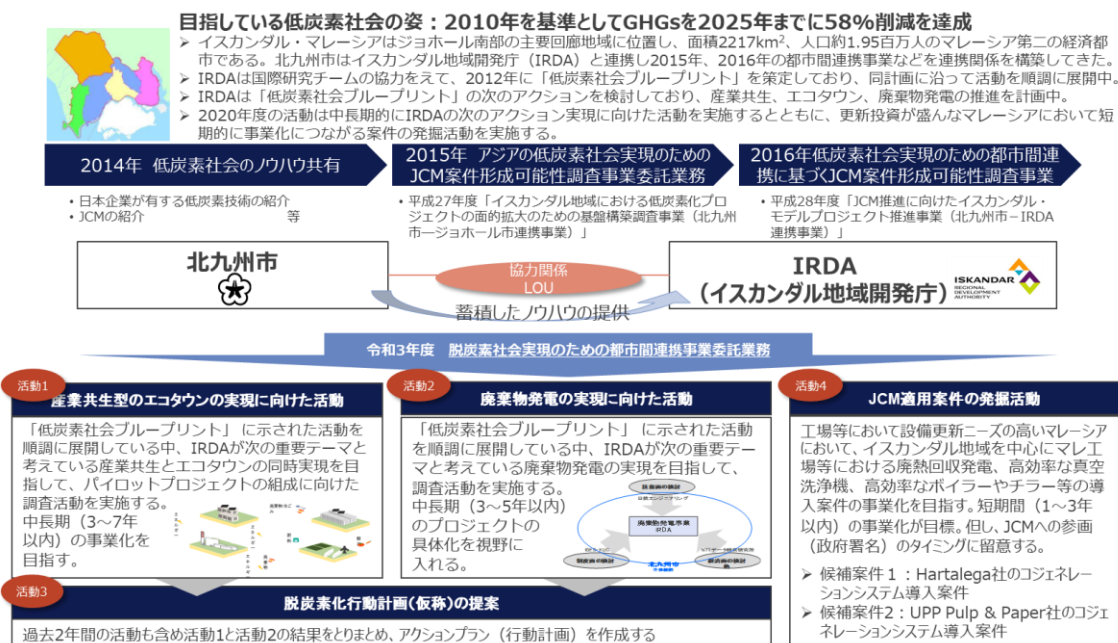 目指している低炭素社会の姿：2010年を基準としてGHGsを2025年までに58%削減を達成
➢ イスカンダル・マレーシアはジョホール南部の主要回廊地域に位置し、面積2217km²、人口約1.95百万人のマレーシア第二の経済都
市である。北九州市はイスカンダル地域開発庁（IRDA）と連携し2015年、2016年の都市間連携事業などを連携関係を構築してきた。
➢ IRDAは国際研究チームの協力をえて、2012年に「低炭素社会ブループリント」を策定しており、同計画に沿って活動を順調に展開中。
➢ IRDAは「低炭素社会ブループリント」の次のアクションを検討しており、産業共生、エコタウン、廃棄物発電の推進を計画中。
➢ 2020年度の活動は中長期的にIRDAの次のアクション実現に向けた活動を実施するとともに、更新投資が盛んなマレーシアにおいて短
期的に事業化につながる案件の発掘活動を実施する。
2014年 低炭素社会のノウハウ共有
・日本企業が有する低炭素技術の紹介
・JCMの紹介 等
2015年 アジアの低炭素社会実現のための
JCM案件形成可能性調査事業委託業務
・平成27年度「イスカンダル地域における低炭素化プロ
ジェクトの面的拡大のための基盤構築調査事業（北九州
市―ジョホール市連携事業）」
2016年低炭素社会実現のための都市間連
携に基づくJCM案件形成可能性調査事業
・平成28年度「JCM推進に向けたイスカンダル・
モデルプロジェクト推進事業（北九州市－IRDA
連携事業）」
北九州市
協力関係
LOU
蓄積したノウハウの提供
IRDA
（イスカンダル地域開発庁）
ISKANDAR
REGIONAL
DEVELOPMENT
AUTHORITY
令和3年度 脱炭素社会実現のための都市間連携事業委託業務
活動1
産業共生型のエコタウンの実現に向けた活動
「低炭素社会ブループリント」 に示された活動を
順調に展開している中、IRDAが次の重要テーマと
考えている産業共生とエコタウンの同時実現を目
指して、パイロットプロジェクトの組成に向けた
調査活動を実施する。
中長期（3～7年
以内）の事業化を
目指す。
活動2
廃棄物発電の実現に向けた活動
「低炭素社会ブループリント」 に示された活動
を順調に展開している中、IRDAが次の重要テー
マと考えている廃棄物発電の実現を目指して、
調査活動を実施する。
中長期（3～5年以内）
のプロジェクトの
具体化を視野に
入れる。
廃棄物発電事業
IRDA
北九州市
活動4
JCM適用案件の発掘活動
工場等において設備更新ニーズの高いマレーシア
において、イスカンダル地域を中心にマレ工
場等における廃熱回収発電、高効率な真空
洗浄機、高効率なボイラーやチラー等の導
入案件の事業化を目指す。短期間（1～3年
以内）の事業化が目標。但し、JCMへの参画
（政府署名）のタイミングに留意する。
➢ 候補案件１：Hartalega社のコジェネレー
ションシステム導入案件
➢ 候補案件2：UPP Pulp & Paper社のコジェ
ネレーションシステム導入案件
活動3
脱炭素化行動計画（仮称）の提案
過去2年間の活動も含め活動1と活動2の結果をとりまとめ、アクションプラン（行動計画）を作成する